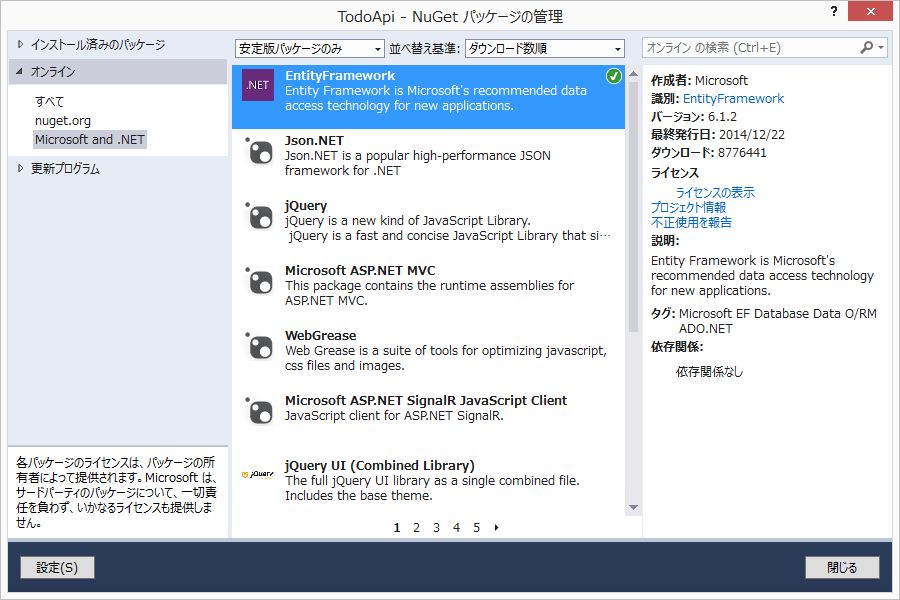 TodoApi - NuGet パッケージの管理
?
インストール済みのパッケージ
オンライン
すべて
nuget.org
Microsoft and .NET
更新プログラム
各パッケージのライセンスは、パッケージの所
有者によって提供されます。Microsoft は、
サードパーティのパッケージについて、一切責
任を負わず、いかなるライセンスも提供しま
せん。
安定版パッケージのみ 並べ替え基準: ダウンロード数順
.NET
EntityFramework
Entity Framework is Microsoft's recommended data
access technology for new applications.
Json.NET
Json.NET is a popular high-performance JSON
framework for .NET
jQuery
jQuery is a new kind of JavaScript Library.
jQuery is a fast and concise JavaScript Library that si…
Microsoft ASP.NET MVC
This package contains the runtime assemblies for
ASP.NET MVC.
WebGrease
Web Grease is a suite of tools for optimizing javascript,
css files and images.
Microsoft ASP.NET SignalR JavaScript Client
JavaScript client for ASP.NET SignalR.
jQuery
jQuery UI (Combined Library)
The full jQuery UI library as a single combined file.
Includes the base theme.
1 2 3 4 5
オンライン の検索 (Ctrl+E)
作成者: Microsoft
識別: EntityFramework
バージョン: 6.1.2
最終発行日: 2014/12/22
ダウンロード: 8776441
ライセンス
ライセンスの表示
プロジェクト情報
不正使用を報告
説明:
Entity Framework is Microsoft's
recommended data access technology
for new applications.
タグ: Microsoft EF Database Data O/RM
ADO.NET
依存関係:
依存関係なし
設定(S)
閉じる